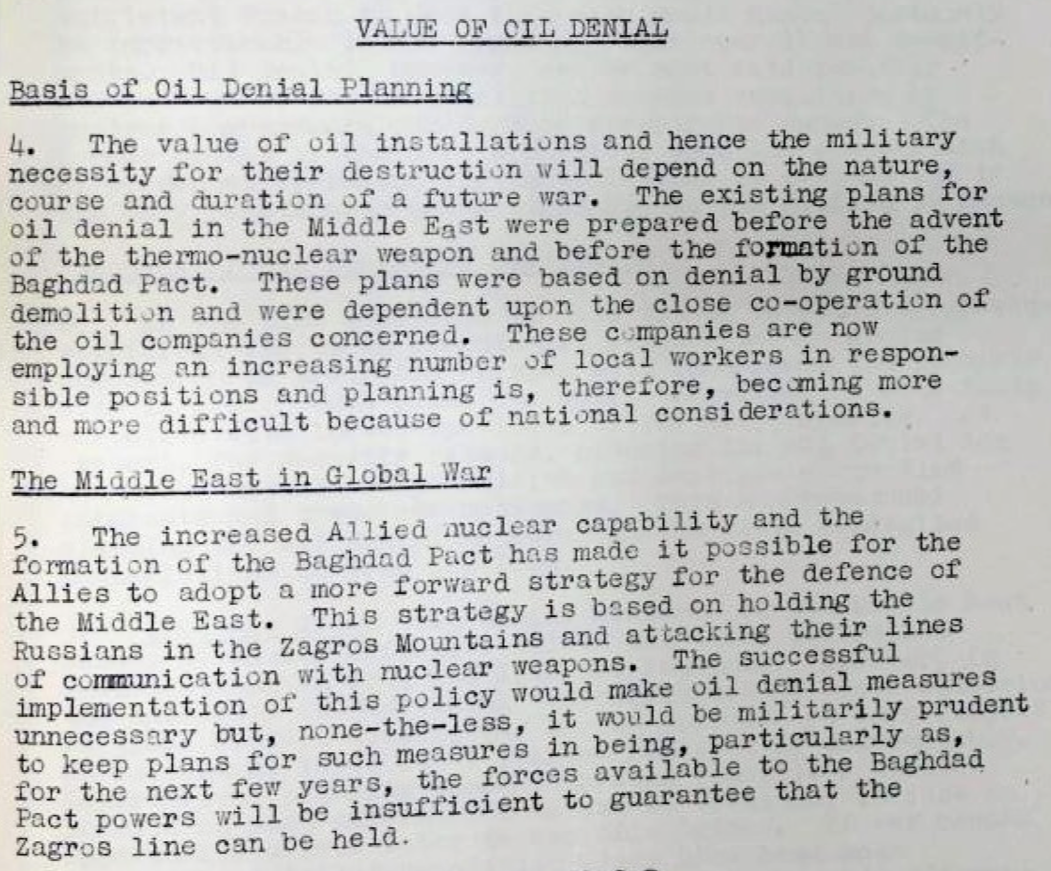 VALUE OF OIL DENIAL
Basis of Oil Denial Planning
4. The value of oil installations and hence the military
necessity for their destruction will depend on the nature,
course and duration of a future war. The existing plans for
oil denial in the Middle East were prepared before the advent
of the thermo-nuclear weapon and before the formation of the
Baghdad Pact. These plans were based on denial by ground
demolition and were dependent upon the close co-operation of
the oil companies concerned. These companies are now
employing an increasing number of local workers in respon-
sible positions and planning is, therefore, becoming more
and more difficult because of national considerations.
The Middle East in Global War
5. The increased Allied nuclear capability and the
formation of the Baghdad Pact has made it possible for the
Allies to adopt a more forward strategy for the defence of
the Middle East. This strategy is based on holding the
Russians in the Zagros Mountains and attacking their lines
of communication with nuclear weapons. The successful
implementation of this policy would make oil denial measures
unnecessary but, none-the-less, it would be militarily prudent
to keep plans for such measures in being, particularly as,
for the next few years, the forces available to the Baghdad
Pact powers will be insufficient to guarantee that the
Zagros line can be held.